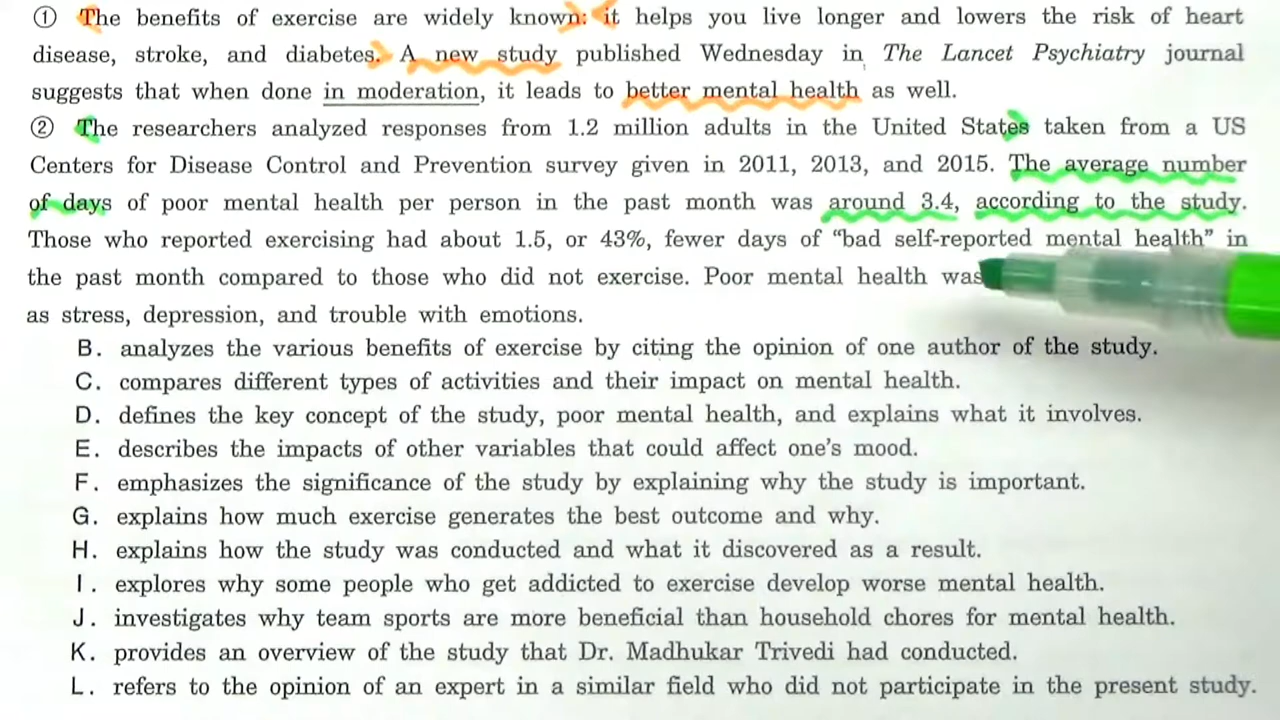 ① The benefits of exercise are widely known: it helps you live longer and lowers the risk of heart
disease, stroke, and diabetes. A new study published Wednesday in The Lancet Psychiatry journal
suggests that when done in moderation, it leads to better mental health as well.
② The researchers analyzed responses from 1.2 million adults in the United States taken from a US
Centers for Disease Control and Prevention survey given in 2011, 2013, and 2015. The average number
of days of poor mental health per person in the past month was around 3.4, according to the study.
Those who reported exercising had about 1.5, or 43%, fewer days of “bad self-reported mental health” in
the past month compared to those who did not exercise. Poor mental health was
as stress, depression, and trouble with emotions.
B. analyzes the various benefits of exercise by citing the opinion of one author of the study.
C. compares different types of activities and their impact on mental health.
D. defines the key concept of the study, poor mental health, and explains what it involves.
E. describes the impacts of other variables that could affect one’s mood.
F. emphasizes the significance of the study by explaining why the study is important.
G. explains how much exercise generates the best outcome and why.
H. explains how the study was conducted and what it discovered as a result.
I. explores why some people who get addicted to exercise develop worse mental health.
J. investigates why team sports are more beneficial than household chores for mental health.
K. provides an overview of the study that Dr. Madhukar Trivedi had conducted.
L. refers to the opinion of an expert in a similar field who did not participate in the present study.